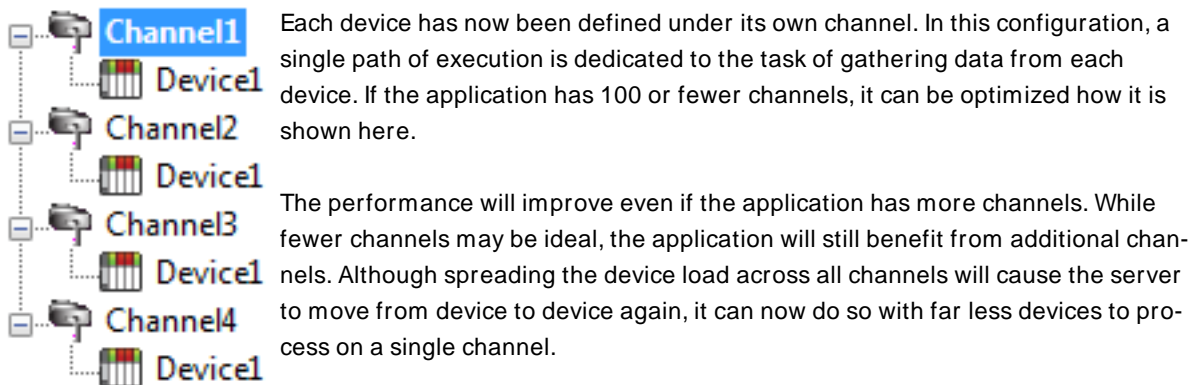 Channel1
Device1
Channel2
Device1
Channel3
Device1
Channel4
Device1
Each device has now been defined under its own channel. In this configuration, a
single path of execution is dedicated to the task of gathering data from each
device. If the application has 100 or fewer channels, it can be optimized how it is
shown here.
The performance will improve even if the application has more channels. While
fewer channels may be ideal, the application will still benefit from additional chan-
nels. Although spreading the device load across all channels will cause the server
to move from device to device again, it can now do so with far less devices to pro-
cess on a single channel.